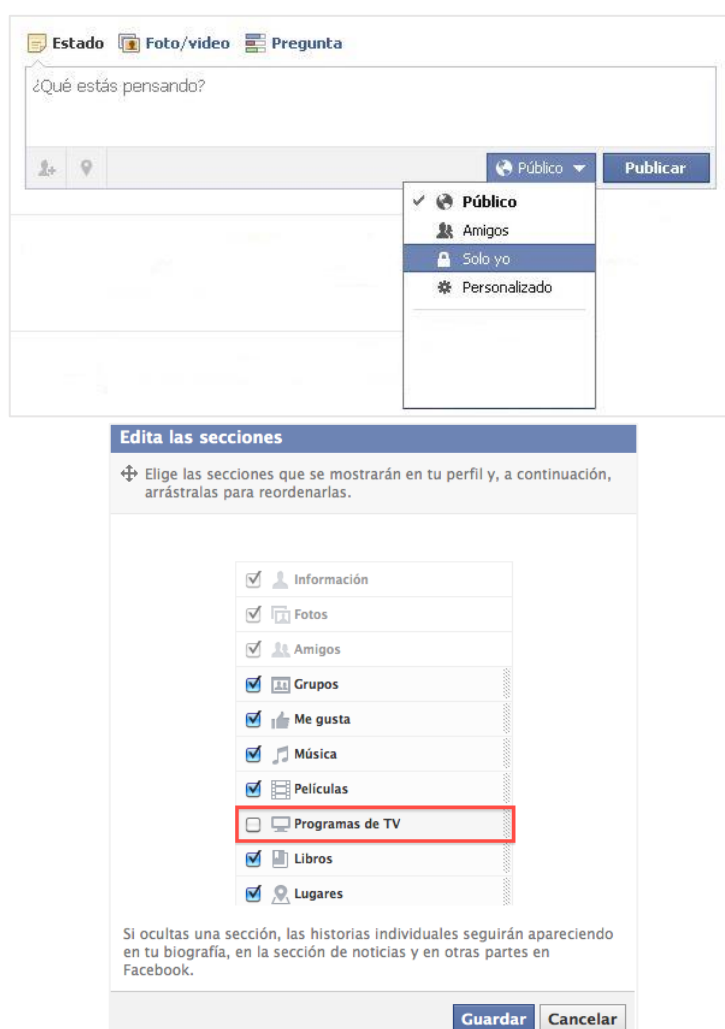 Estado Foto/video Pregunta
¿Qué estás pensando?
Público Publicar
Público
Amigos
Solo yo
Personalizado
Edita las secciones
Elige las secciones que se mostrarán en tu perfil y, a continuación,
arrástralas para reordenarlas.
Información
Fotos
Amigos
Grupos
Me gusta
Música
Películas
Programas de TV
Libros
Lugares
Si ocultas una sección, las historias individuales seguirán apareciendo
en tu biografía, en la sección de noticias y en otras partes en
Facebook.
Guardar Cancelar